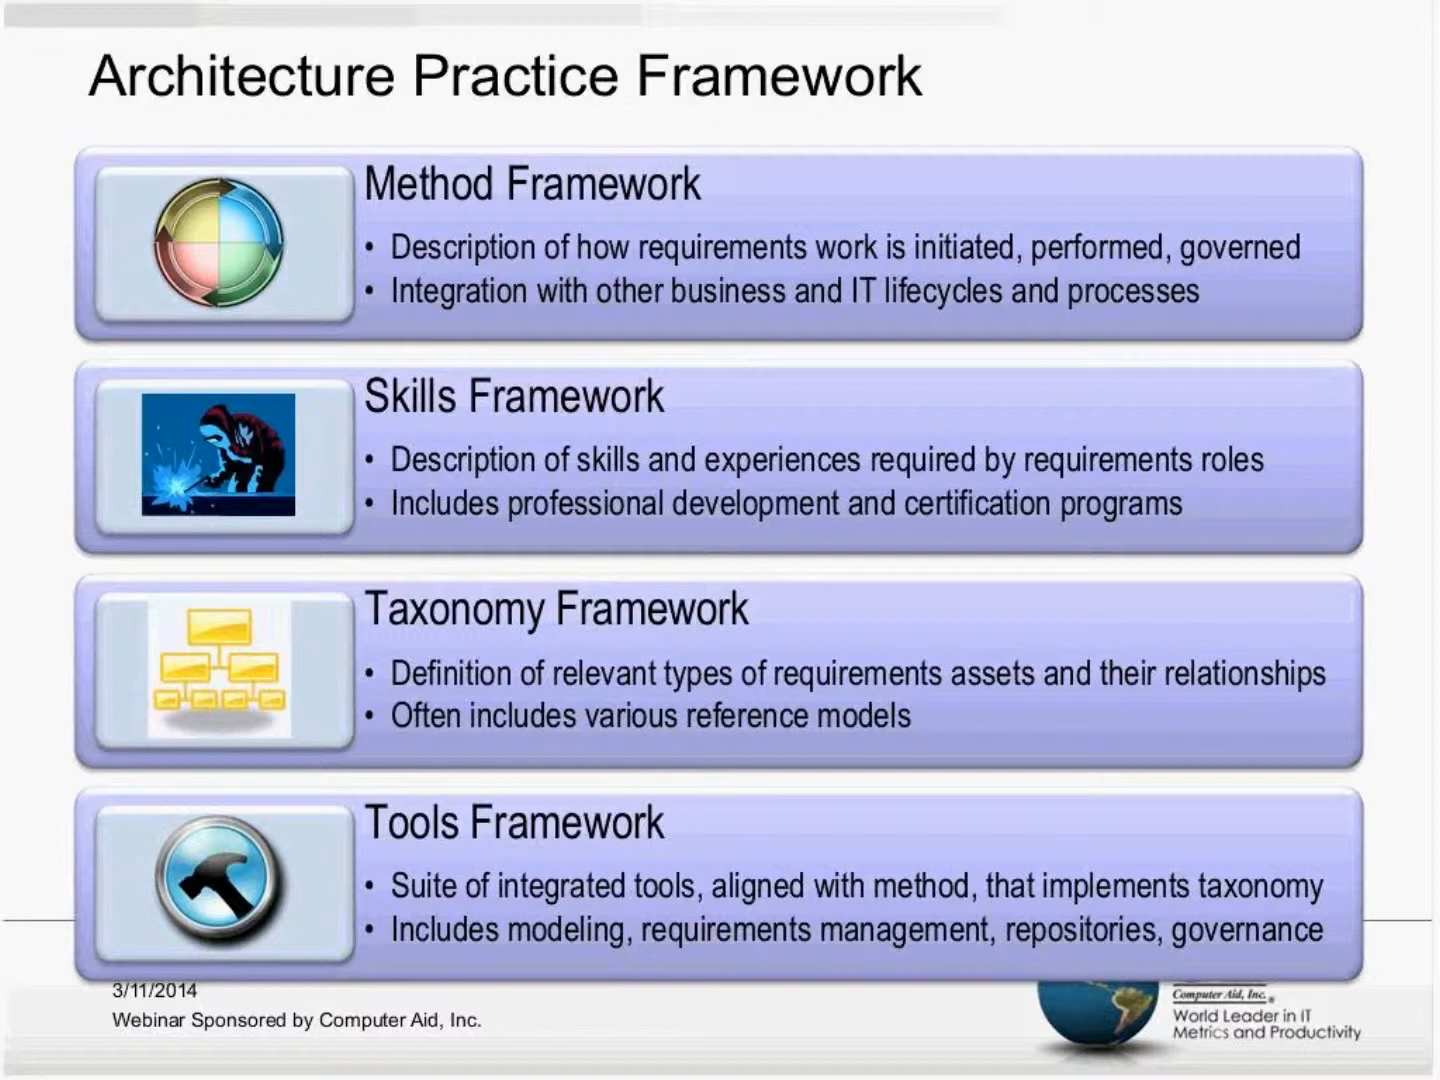 Architecture Practice Framework
Method Framework
• Description of how requirements work is initiated, performed, governed
• Integration with other business and IT lifecycles and processes
Skills Framework
• Description of skills and experiences required by requirements roles
• Includes professional development and certification programs
Taxonomy Framework
• Definition of relevant types of requirements assets and their relationships
• Often includes various reference models
Tools Framework
• Suite of integrated tools, aligned with method, that implements taxonomy
• Includes modeling, requirements management, repositories, governance
3/11/2014
Webinar Sponsored by Computer Aid, Inc.
Computer Aid, Inc.®
World Leader in IT
Metrics and Productivity